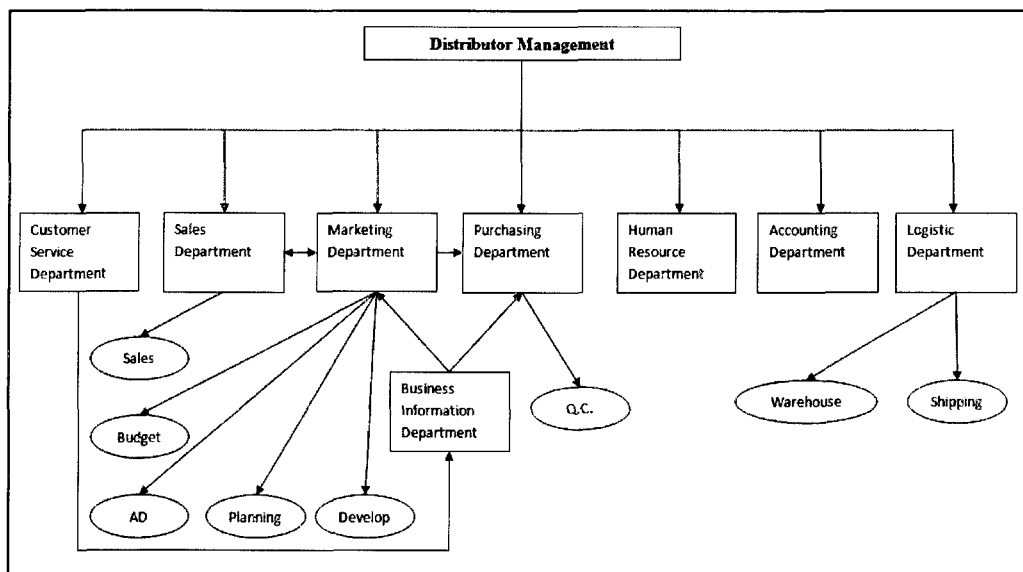 Distributor Management
Customer
Service
Department
Sales
Department
Marketing
Department
Purchasing
Department
Human
Resource
Department
Accounting
Department
Logistic
Department
Sales
Budget
AD
Planning
Develop
Business
Information
Department
Q.C.
Warehouse
Shipping